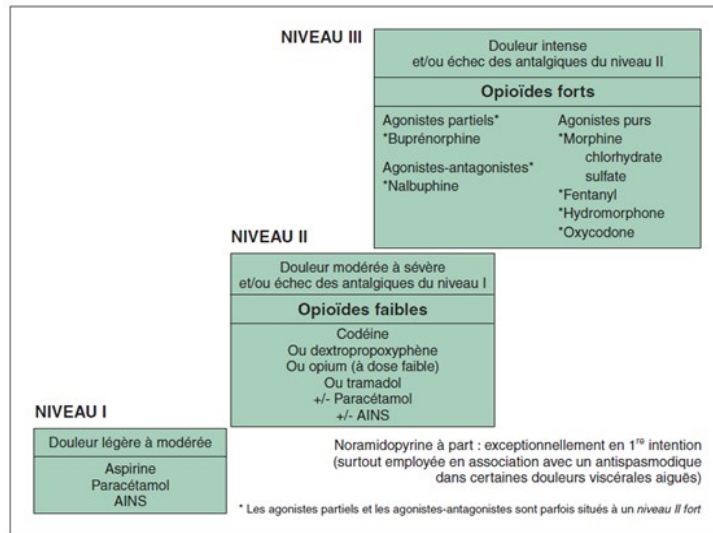 NIVEAU III
Douleur intense
et/ou échec des antalgiques du niveau II
Opioïdes forts
Agonistes partiels*
*Buprénorphine
Agonistes-antagonistes*
*Nalbuphine
Agonistes purs
*Morphine
chlorhydrate
sulfate
*Fentanyl
*Hydromorphone
*Oxycodone
NIVEAU II
Douleur modérée à sévère
et/ou échec des antalgiques du niveau I
Opioïdes faibles
Codéine
Ou dextropropoxyphène
Ou opium (à dose faible)
Ou tramadol
+/- Paracétamol
+/- AINS
NIVEAU I
Douleur légère à modérée
Aspirine
Paracétamol
AINS
Noramidopyrine à part : exceptionnellement en 1re intention
(surtout employée en association avec un antispasmodique
dans certaines douleurs viscérales aiguës)
* Les agonistes partiels et les agonistes-antagonistes sont parfois situés à un niveau II fort